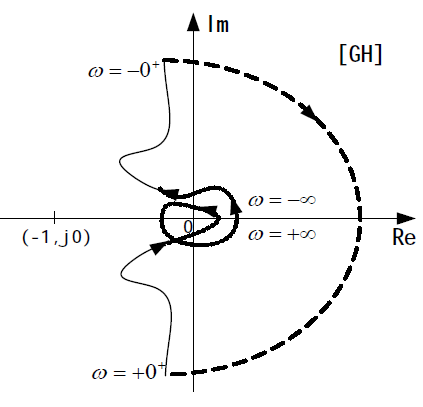 Im
[GH]
ω = −0⁺
ω = −∞
0
ω = +∞
(-1,j0)
Re
ω = +0⁺